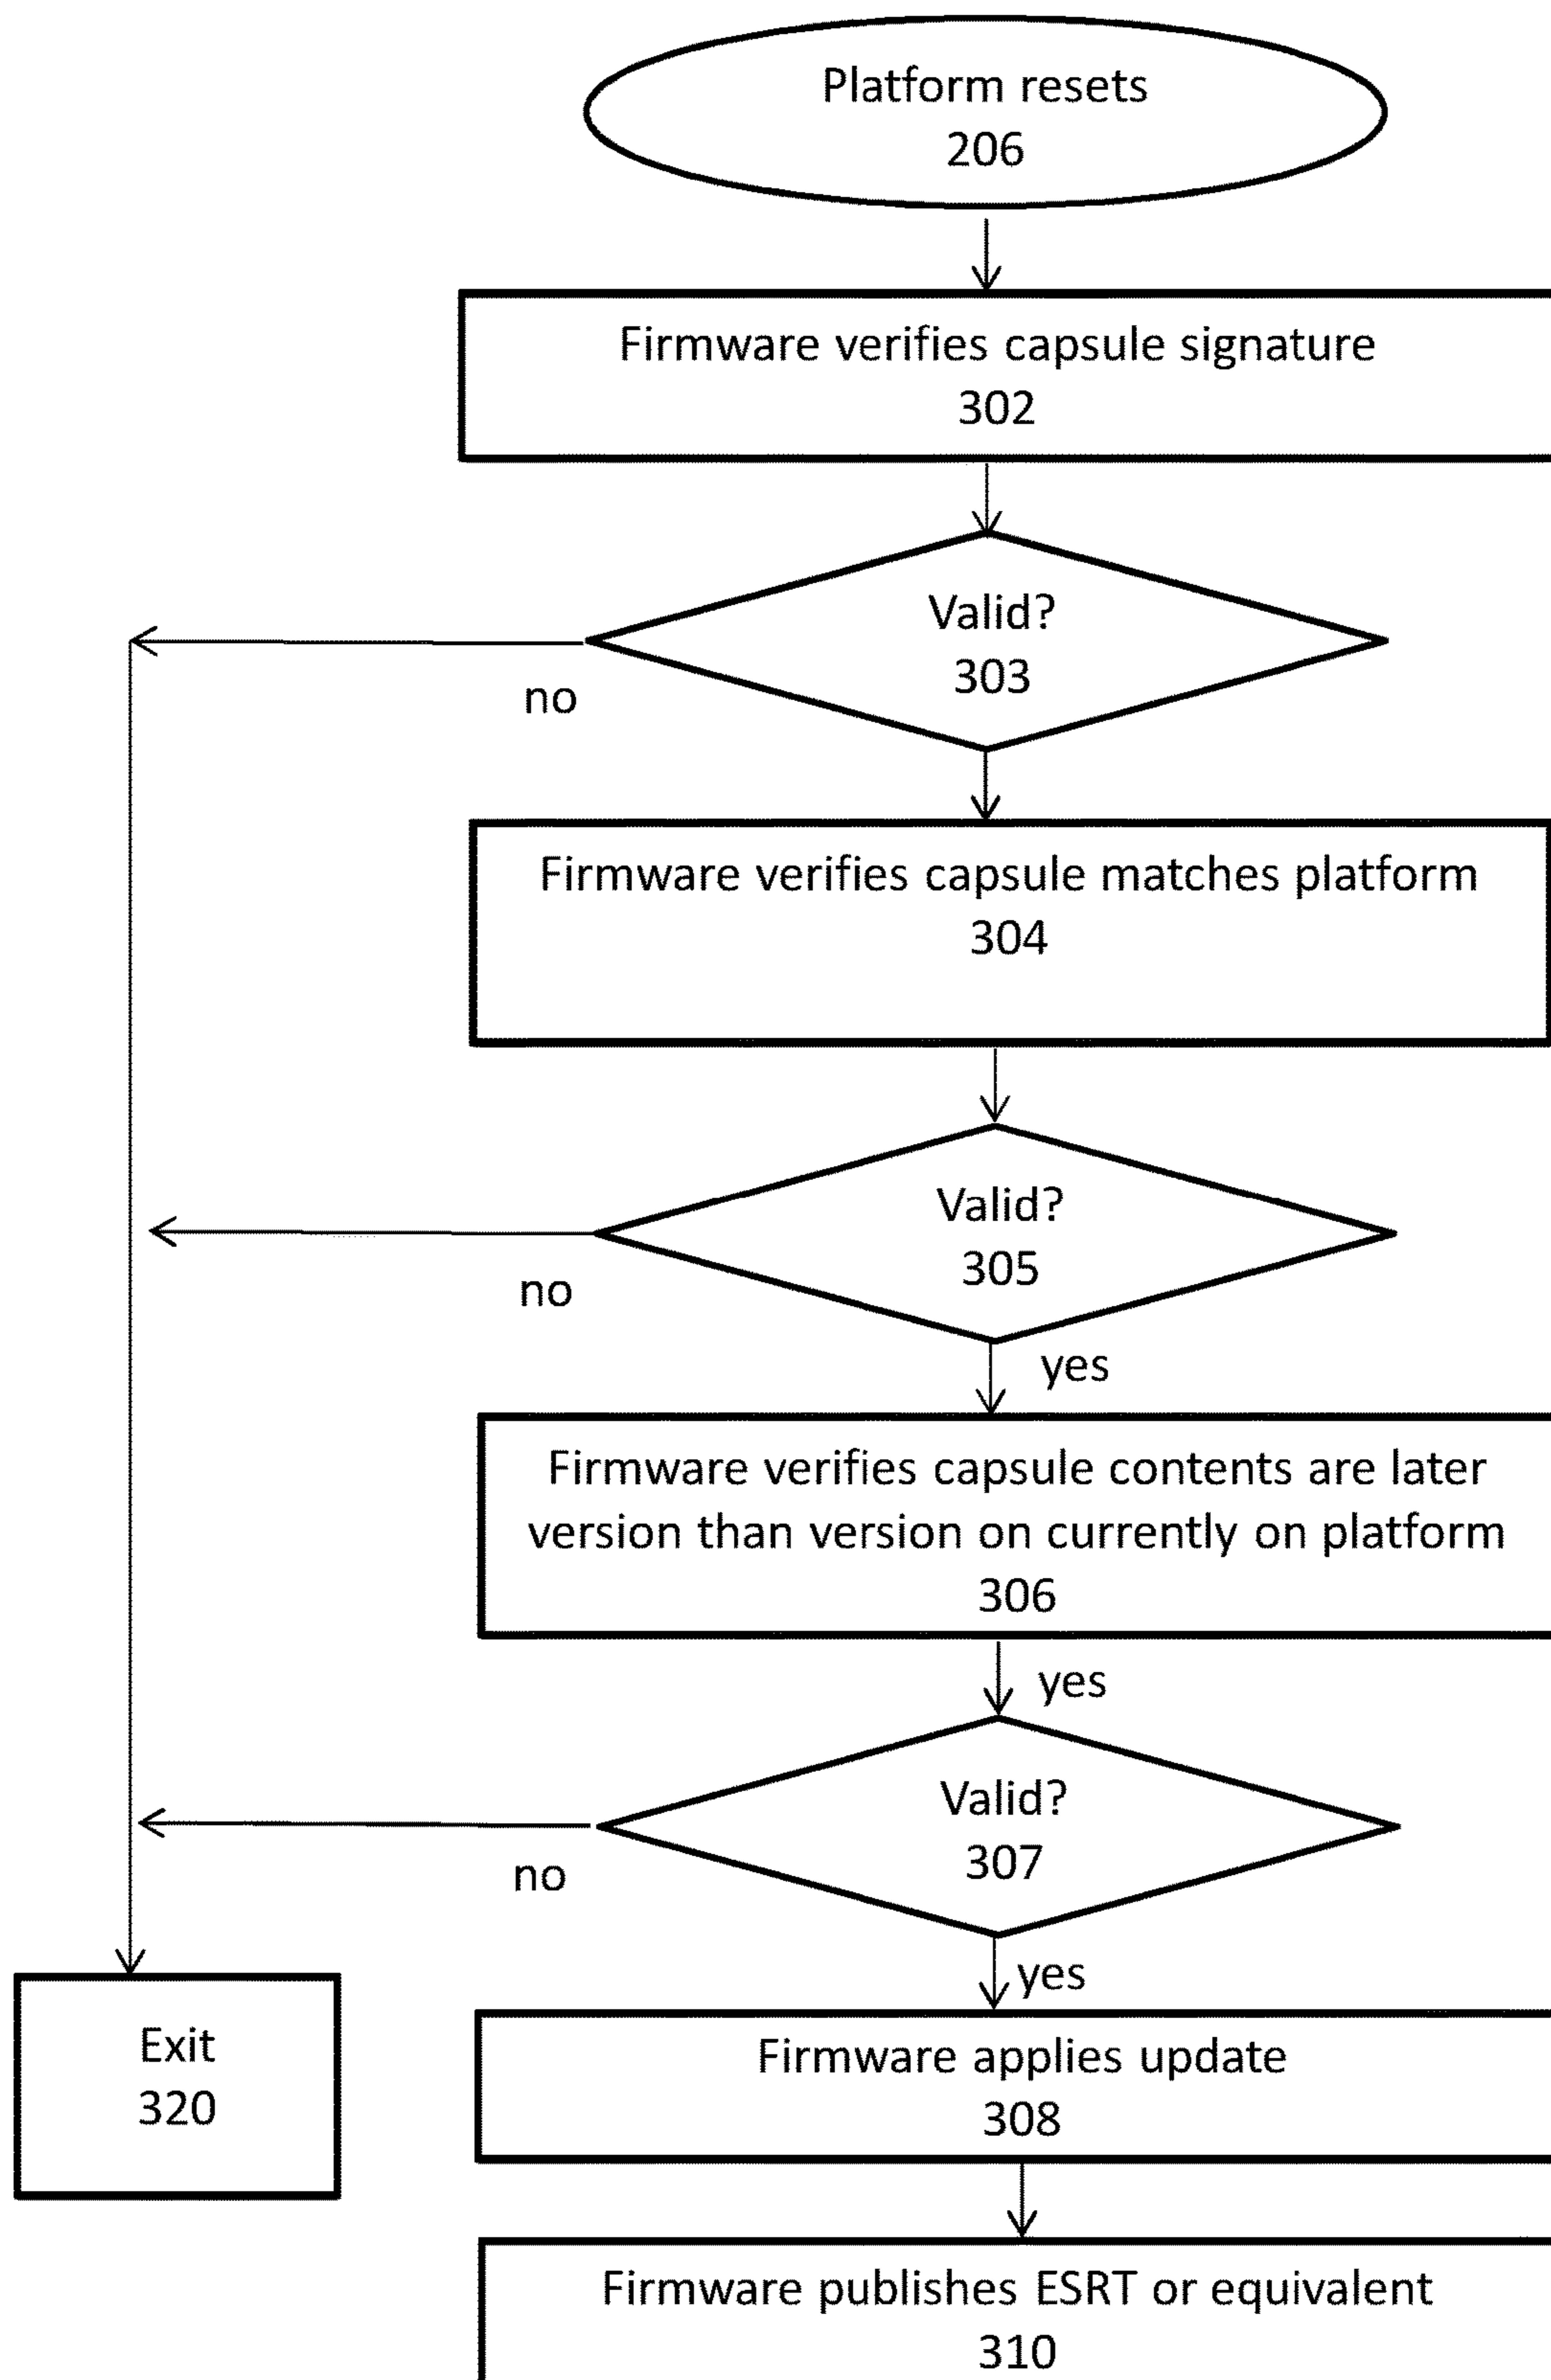 Platform resets
206
Firmware verifies capsule signature
302
Valid?
303
no
Firmware verifies capsule matches platform
304
Valid?
305
no
yes
Firmware verifies capsule contents are later
version than version on currently on platform
306
yes
Valid?
307
no
yes
Exit
320
Firmware applies update
308
Firmware publishes ESRT or equivalent
310